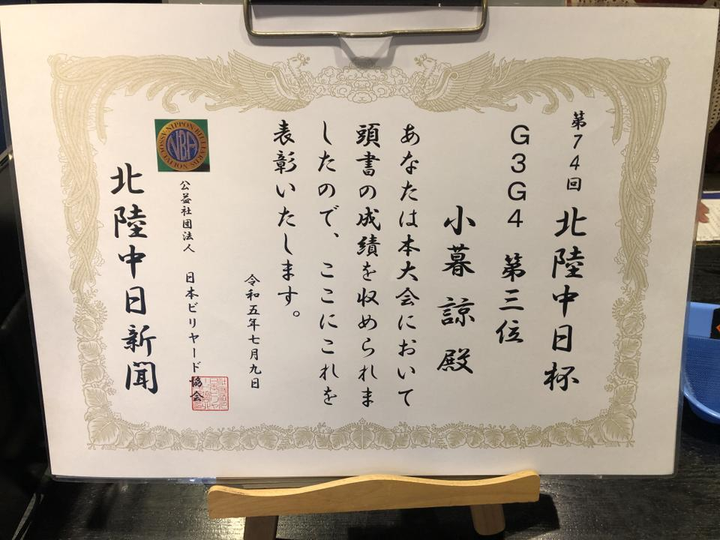 第74回 北陸中日杯
G3G4 第三位
小暮諒殿
あなたは本大会において
頭書の成績を収められま
したので、ここにこれを
表彰いたします。
令和五年七月九日
公益社団法人 日本ビリヤード協会
北陸中日新聞
NBA